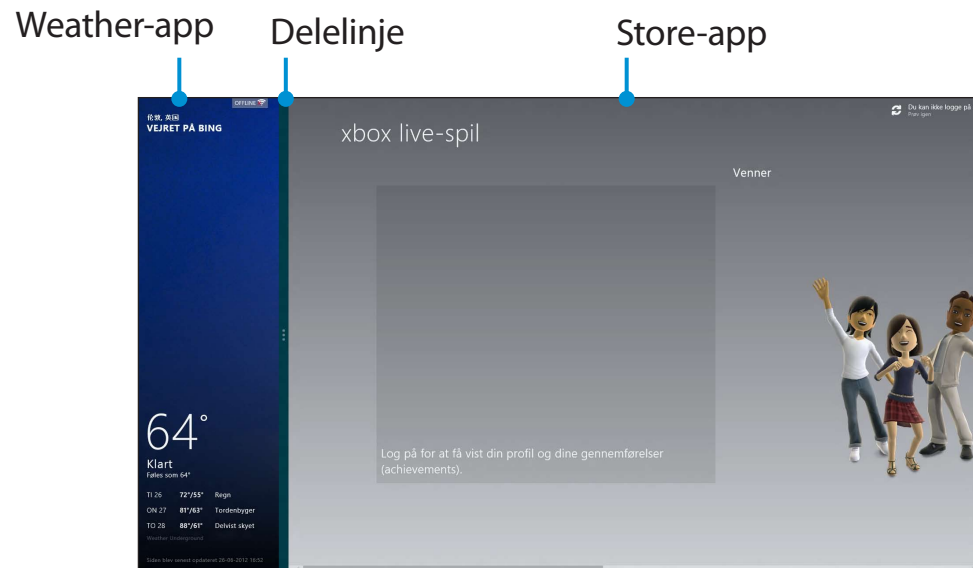 Weather-app
Delelinje
Store-app
OFFLINE
伦敦, 英国
VEJRET PÅ BING
Du kan ikke logge på
Prøv igen
xbox live-spil
Venner
64°
Klart
Føles som 64°
Log på for at få vist din profil og dine gennemførelser
(achievements).
TI 26 72°/55° Regn
ON 27 81°/63° Tordenbyger
TO 28 88°/61° Delvist skyet
Weather Underground
Siden blev senest opdateret 26-06-2012 16:52